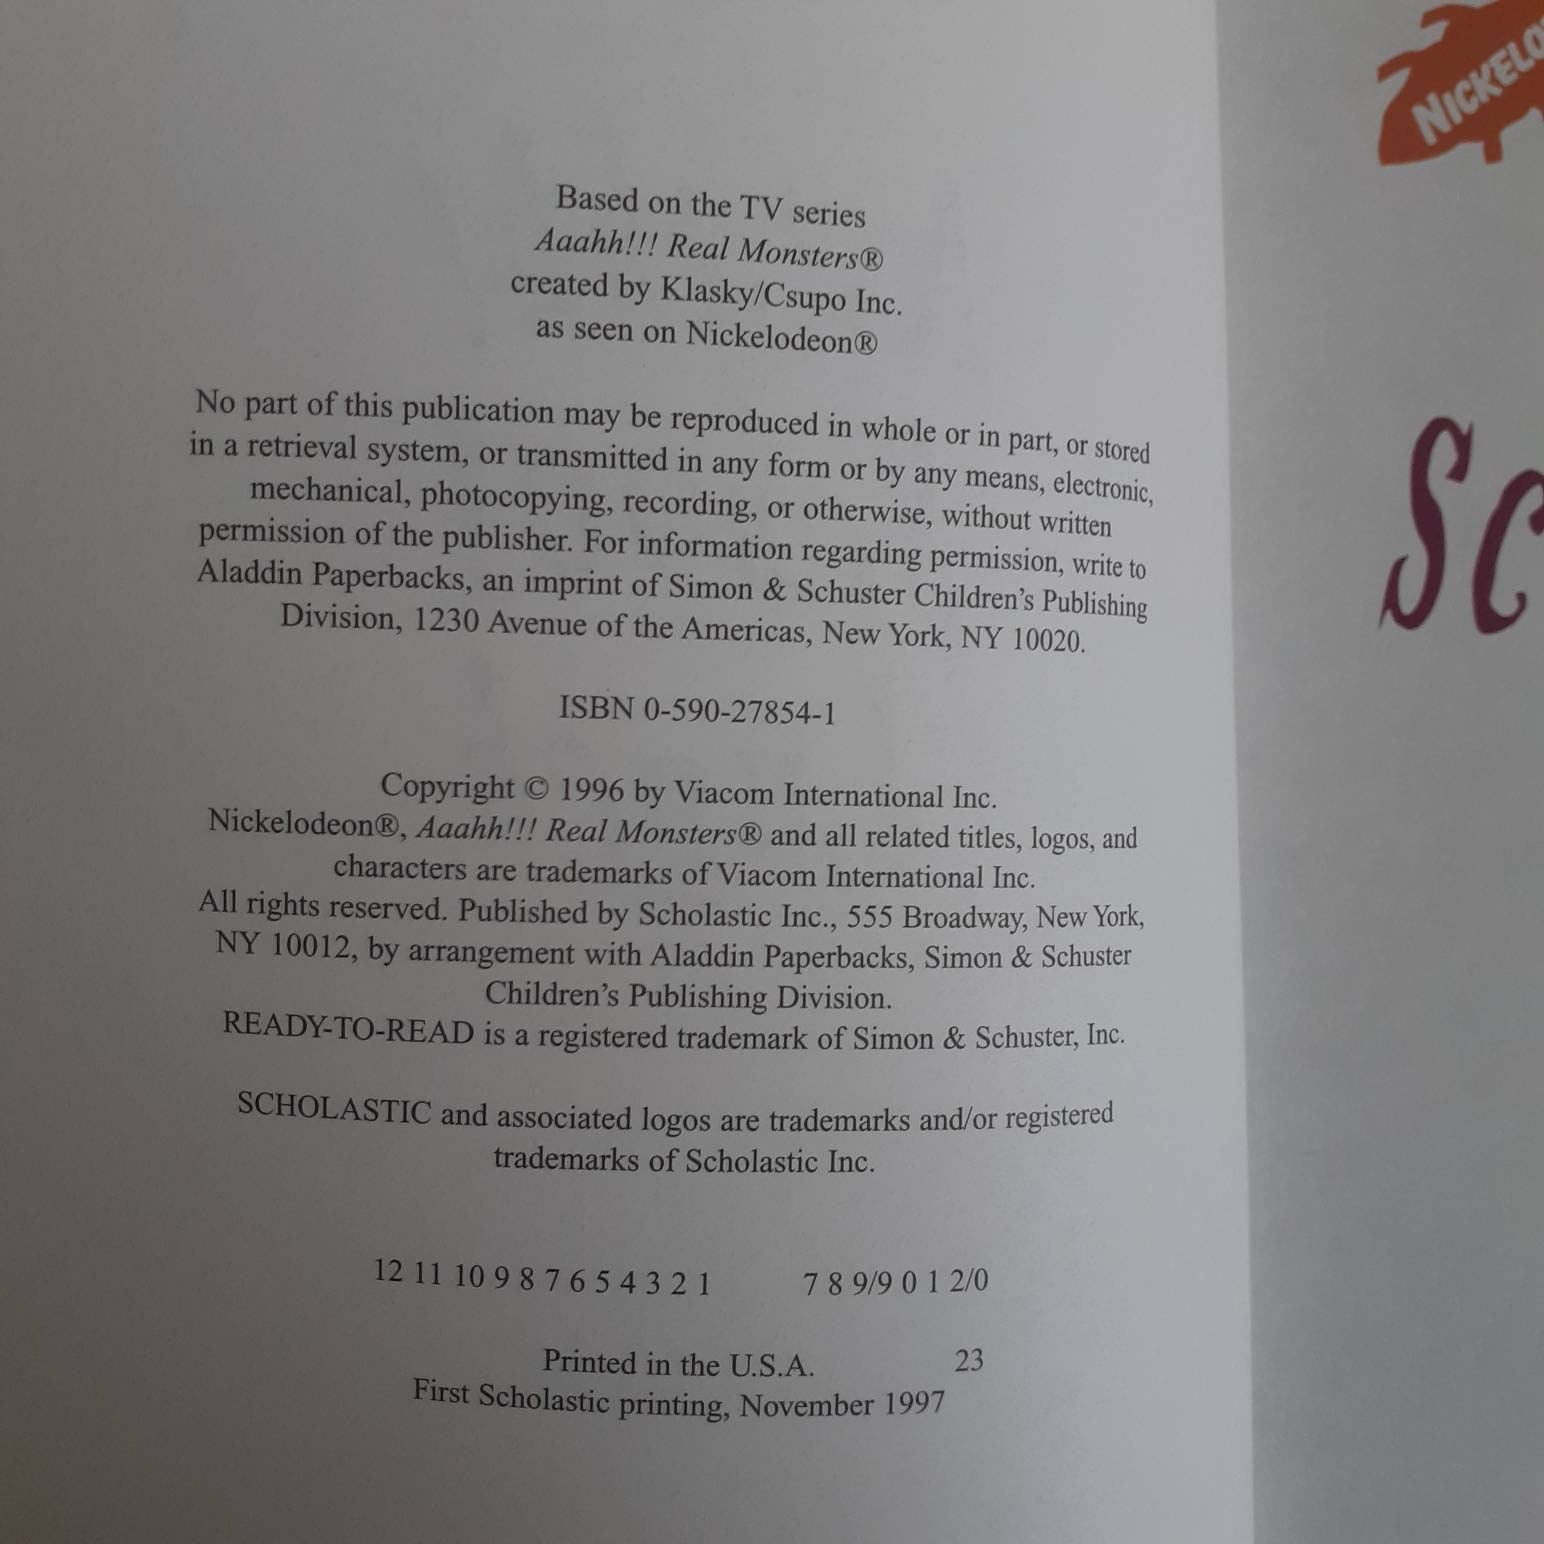 Based on the TV series
Aaahh!!! Real Monsters®
created by Klasky/Csupo Inc.
as seen on Nickelodeon®
No part of this publication may be reproduced in whole or in part, or stored
in a retrieval system, or transmitted in any form or by any means, electronic,
mechanical, photocopying, recording, or otherwise, without written
permission of the publisher. For information regarding permission, write to
Aladdin Paperbacks, an imprint of Simon & Schuster Children's Publishing
Division, 1230 Avenue of the Americas, New York, NY 10020.
ISBN 0-590-27854-1
Copyright © 1996 by Viacom International Inc.
Nickelodeon®, Aaahh!!! Real Monsters® and all related titles, logos, and
characters are trademarks of Viacom International Inc.
All rights reserved. Published by Scholastic Inc., 555 Broadway, New York,
NY 10012, by arrangement with Aladdin Paperbacks, Simon & Schuster
Children's Publishing Division.
READY-TO-READ is a registered trademark of Simon & Schuster, Inc.
SCHOLASTIC and associated logos are trademarks and/or registered
trademarks of Scholastic Inc.
12 11 10 9 8 7 6 5 4 3 2 1 7 8 9/9 0 1 2/0
Printed in the U.S.A. 23
First Scholastic printing, November 1997
NICKELO
SC